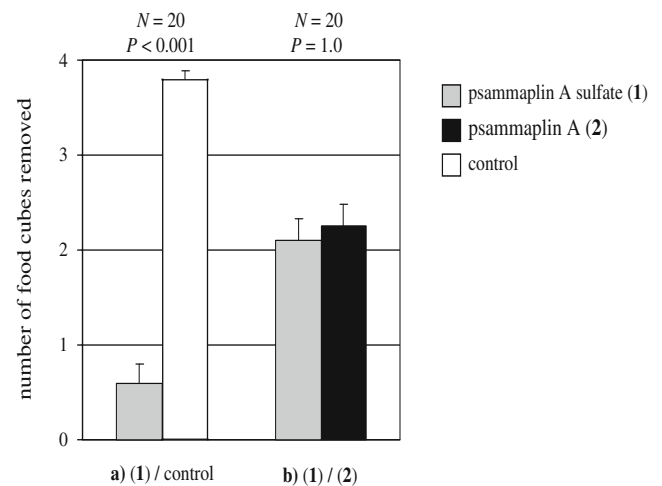 N = 20
P < 0.001
N = 20
P = 1.0
number of food cubes removed
4
3
2
1
0
a) (1) / control
b) (1) / (2)
psammaplin A sulfate (1)
psammaplin A (2)
control